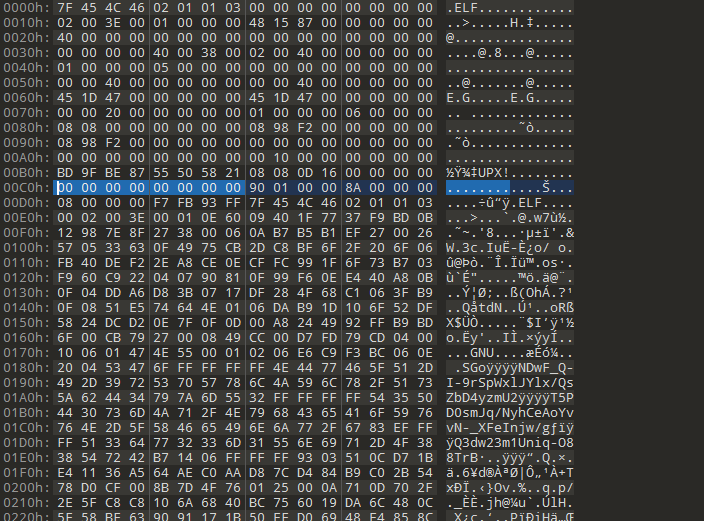 0000h: 7F 45 4C 46 02 01 01 03 00 00 00 00 00 00 00 00 .ELF............
0010h: 02 00 3E 00 01 00 00 00 48 15 87 00 00 00 00 00 ..>.....H.‡.....
0020h: 40 00 00 00 00 00 00 00 00 00 00 00 00 00 00 00 @...............
0030h: 00 00 00 00 40 00 38 00 02 00 40 00 00 00 00 00 ....@.8...@.....
0040h: 01 00 00 00 05 00 00 00 00 00 00 00 00 00 00 00 ................
0050h: 00 00 40 00 00 00 00 00 00 00 40 00 00 00 00 00 ..@.......@.....
0060h: 45 1D 47 00 00 00 00 00 45 1D 47 00 00 00 00 00 E.G.....E.G.....
0070h: 00 00 20 00 00 00 00 00 01 00 00 00 06 00 00 00 .. .............
0080h: 08 08 00 00 00 00 00 00 08 98 F2 00 00 00 00 00 .........˜ò.....
0090h: 08 98 F2 00 00 00 00 00 00 00 00 00 00 00 00 00 .˜ò.............
00A0h: 00 00 00 00 00 00 00 00 00 10 00 00 00 00 00 00 ................
00B0h: BD 9F BE 87 55 50 58 21 08 08 0D 16 00 00 00 00 ½Ÿ¾‡UPX!........
00C0h: 00 00 00 00 00 00 00 00 90 01 00 00 8A 00 00 00 ............Š...
00D0h: 08 00 00 00 F7 FB 93 FF 7F 45 4C 46 02 01 01 03 ....÷û“ÿ.ELF....
00E0h: 00 02 00 3E 00 01 0E 60 09 40 1F 77 37 F9 BD 0B ...>...`.@.w7ù½.
00F0h: 12 98 7E 8F 27 38 00 06 0A B7 B5 B1 EF 27 00 26 .˜~.'8...·µ±ï'.&
0100h: 57 05 33 63 0F 49 75 CB 2D C8 BF 6F 2F 20 6F 06 W.3c.IuË-È¿o/ o.
0110h: FB 40 DE F2 2E A8 CE 0E CF FC 99 1F 6F 73 B7 03 û@Þò.¨Î.Ïü™.os·.
0120h: F9 60 C9 22 04 07 90 81 0F 99 F6 0E E4 40 A8 0B ù`É".....™ö.ä@¨.
0130h: 0F 04 DD A6 D8 3B 07 17 DF 28 4F 68 C1 06 3F B9 ..Ý¦Ø;..ß(OhÁ.?¹
0140h: 0F 08 51 E5 74 64 4E 01 06 DA B9 1D 10 6F 52 DF ..QåtdN..Ú¹..oRß
0150h: 58 24 DC D2 0E 7F 0F 0D 00 A8 24 49 92 FF B9 BD X$ÜÒ.....¨$I’ÿ¹½
0160h: 6F 00 CB 79 27 00 08 49 CC 00 D7 FD 79 CD 04 00 o.Ëy'..IÌ.×ýyÍ..
0170h: 10 06 01 47 4E 55 00 01 02 06 E6 C9 F3 BC 06 0E ...GNU....æÉó¼..
0180h: 20 04 53 47 6F FF FF FF FF 4E 44 77 46 5F 51 2D .SGoÿÿÿÿNDwF_Q-
0190h: 49 2D 39 72 53 70 57 78 6C 4A 59 6C 78 2F 51 73 I-9rSpWxlJYlx/Qs
01A0h: 5A 62 44 34 79 7A 6D 55 32 FF FF FF FF 54 35 50 ZbD4yzmU2ÿÿÿÿT5P
01B0h: 44 30 73 6D 4A 71 2F 4E 79 68 43 65 41 6F 59 76 D0smJq/NyhCeAoYv
01C0h: 76 4E 2D 5F 58 46 65 49 6E 6A 77 2F 67 83 EF FF vN-_XFeInjw/gƒïÿ
01D0h: FF 51 33 64 77 32 33 6D 31 55 6E 69 71 2D 4F 38 ÿQ3dw23m1Uniq-O8
01E0h: 38 54 72 42 B7 14 06 FF FF FF 93 03 51 0C D7 1B 8TrB·..ÿÿÿ“.Q.×.
01F0h: E4 11 36 A5 64 AE C0 AA D8 7C D4 84 B9 C0 2B 54 ä.6¥d®ÀªØ|Ô„¹À+T
0200h: 78 D0 CF 00 8B 7D 4F 76 01 25 00 0A 71 0D 70 2F
0210h: 2E 5F C8 C8 10 6A 68 40 BC 75 60 19 DA 6C 48 0C ._ÈÈ.jh@¼u`.ÚlH.